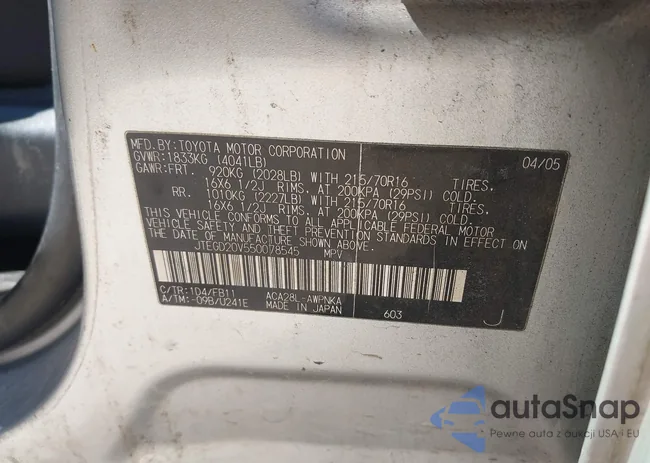 MFD.BY:TOYOTA MOTOR CORPORATION 04/05
GVWR:1833KG (4041LB)
GAWR:FRT. 920KG (2028LB) WITH 215/70R16 TIRES.
16X6 1/2J RIMS. AT 200KPA (29PSI) COLD.
RR. 1010KG (2227LB) WITH 215/70R16 TIRES.
16X6 1/2J RIMS. AT 200KPA (29PSI) COLD.
THIS VEHICLE CONFORMS TO ALL APPLICABLE FEDERAL MOTOR
VEHICLE SAFETY AND THEFT PREVENTION STANDARDS IN EFFECT ON
THE DATE OF MANUFACTURE SHOWN ABOVE.
JTEGD20V550078545 MPV
C/TR:1D4/FB11 ACA28L-AWPNKA
A/TM:-09B/U241E MADE IN JAPAN 603 J
autaSnap
Pewne auta z aukcji USA i EU